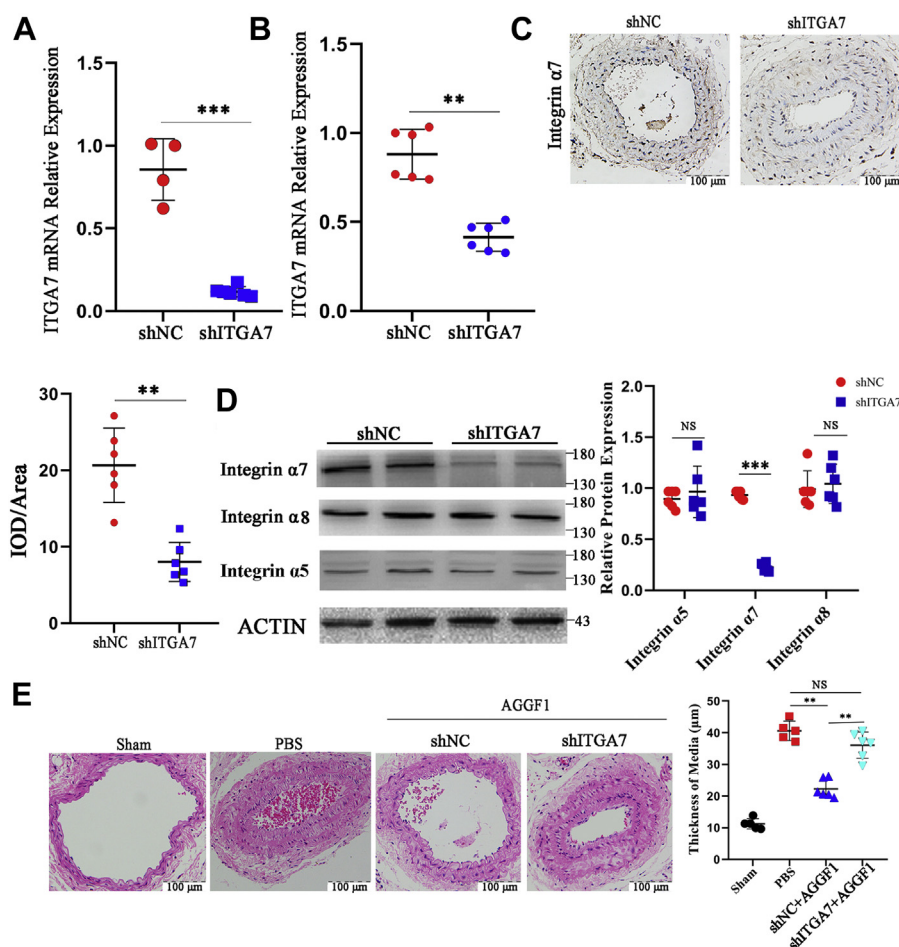 A
ITGA7 mRNA Relative Expression
1.5
1.0
0.5
0.0
***
shNC
shITGA7
B
ITGA7 mRNA Relative Expression
1.5
1.0
0.5
0.0
**
shNC
shITGA7
C
shNC
shITGA7
Integrin α7
100 μm
100 μm
IOD/Area
30
20
10
0
**
shNC
shITGA7
D
shNC
shITGA7
Integrin α7
180
130
Integrin α8
180
130
Integrin α5
180
130
ACTIN
43
Relative Protein Expression
2.0
1.5
1.0
0.5
0.0
shNC
shITGA7
NS
***
NS
Integrin α5
Integrin α7
Integrin α8
E
AGGF1
Sham
PBS
shNC
shITGA7
100 μm
100 μm
100 μm
100 μm
Thickness of Media (μm)
50
40
30
20
10
0
NS
**
**
Sham
PBS
shNC+AGGF1
shITGA7+AGGF1